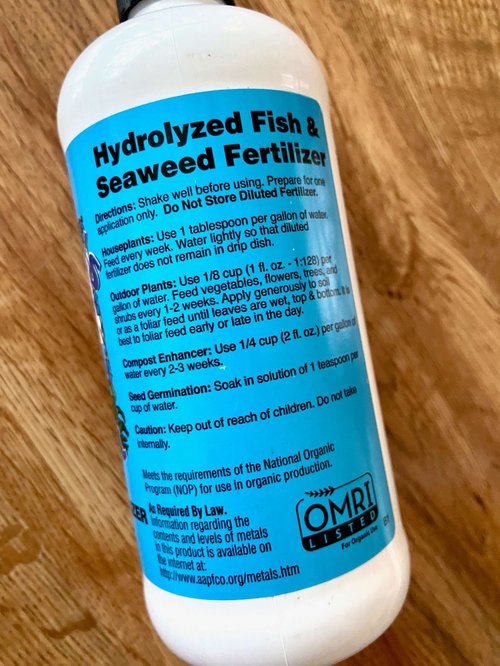 Hydrolyzed Fish &
Seaweed Fertilizer
Directions: Shake well before using. Prepare for one
application only. Do Not Store Diluted Fertilizer.
Houseplants: Use 1 tablespoon per gallon of water.
Feed every week. Water lightly so that diluted
fertilizer does not remain in drip dish.
Outdoor Plants: Use 1/8 cup (1 fl. oz. - 1:128) per
gallon of water. Feed vegetables, flowers, trees, and
shrubs every 1-2 weeks. Apply generously to soil
or as a foliar feed until leaves are wet, top & bottom. It is
best to foliar feed early or late in the day.
Compost Enhancer: Use 1/4 cup (2 fl. oz.) per gallon of
water every 2-3 weeks.
Seed Germination: Soak in solution of 1 teaspoon per
cup of water.
Caution: Keep out of reach of children. Do not take
internally.
Meets the requirements of the National Organic
Program (NOP) for use in organic production.
As Required By Law.
Information regarding the
contents and levels of metals
in this product is available on
the internet at:
http://www.aapfco.org/metals.htm
OMRI
LISTED
For Organic Use
ZER